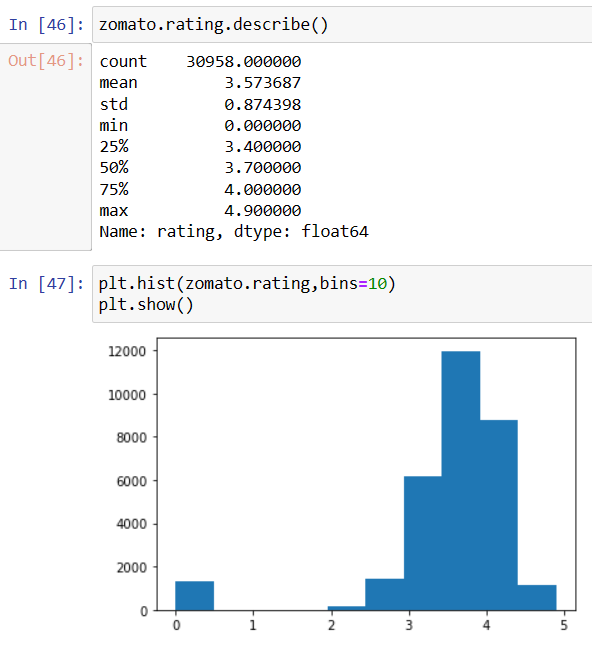 In [46]: zomato.rating.describe()
Out[46]: count 30958.000000
mean 3.573687
std 0.874398
min 0.000000
25% 3.400000
50% 3.700000
75% 4.000000
max 4.900000
Name: rating, dtype: float64
In [47]: plt.hist(zomato.rating,bins=10)
plt.show()
12000
10000
8000
6000
4000
2000
0
0 1 2 3 4 5